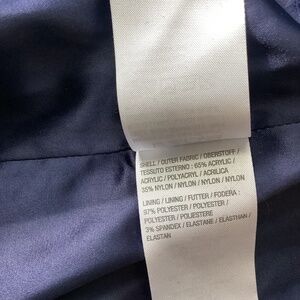 SHELL / OUTER FABRIC / OBERSTOFF /
TESSUTO ESTERNO : 65% ACRYLIC /
ACRYLIC / POLYACRYL / ACRILICA
35% NYLON / NYLON / NYLON / NYLON
LINING / LINING / FUTTER / FODERA :
97% POLYESTER / POLYESTER /
POLYESTER / POLIESTERE
3% SPANDEX / ELASTANE / ELASTHAN /
ELASTAN